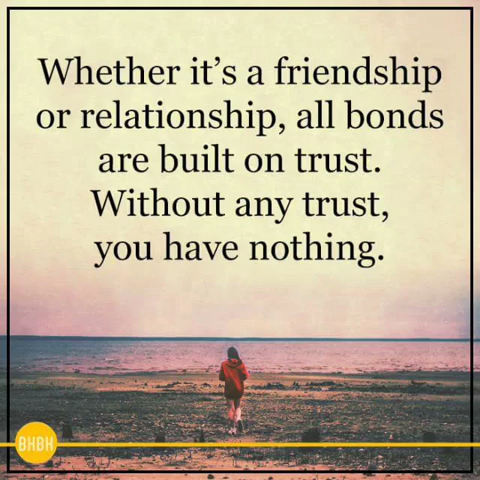 Whether it’s a friendship
or relationship, all bonds
are built on trust.
Without any trust,
you have nothing.
BHBH